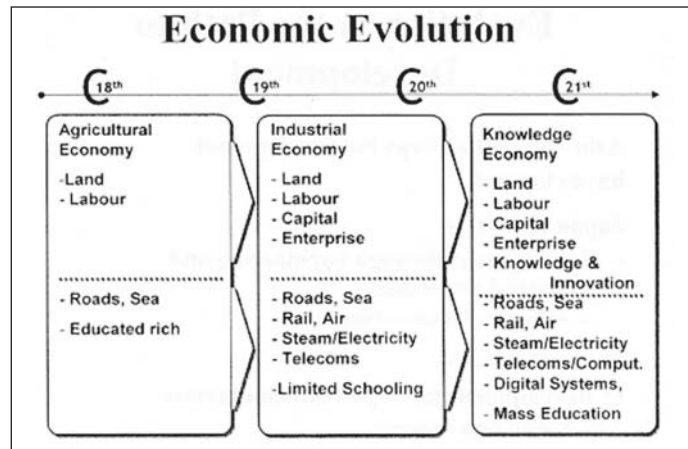 Economic Evolution
C 18th C 19th C 20th C 21st
Agricultural
Economy
-Land
- Labour
- Roads, Sea
- Educated rich
Industrial
Economy
- Land
- Labour
- Capital
- Enterprise
- Roads, Sea
- Rail, Air
- Steam/Electricity
- Telecoms
-Limited Schooling
Knowledge
Economy
- Land
- Labour
- Capital
- Enterprise
- Knowledge &
Innovation
- Roads, Sea
- Rail, Air
- Steam/Electricity
- Telecoms/Comput.
- Digital Systems,
- Mass Education